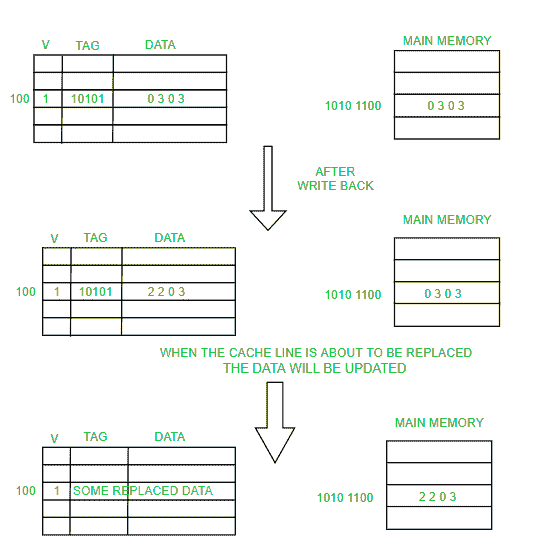 V TAG DATA MAIN MEMORY
100 1 10101 0 3 0 3 1010 1100 0 3 0 3
AFTER
WRITE BACK
V TAG DATA MAIN MEMORY
100 1 10101 2 2 0 3 1010 1100 0 3 0 3
WHEN THE CACHE LINE IS ABOUT TO BE REPLACED
THE DATA WILL BE UPDATED
V TAG DATA MAIN MEMORY
100 1 SOME REPLACED DATA 1010 1100 2 2 0 3